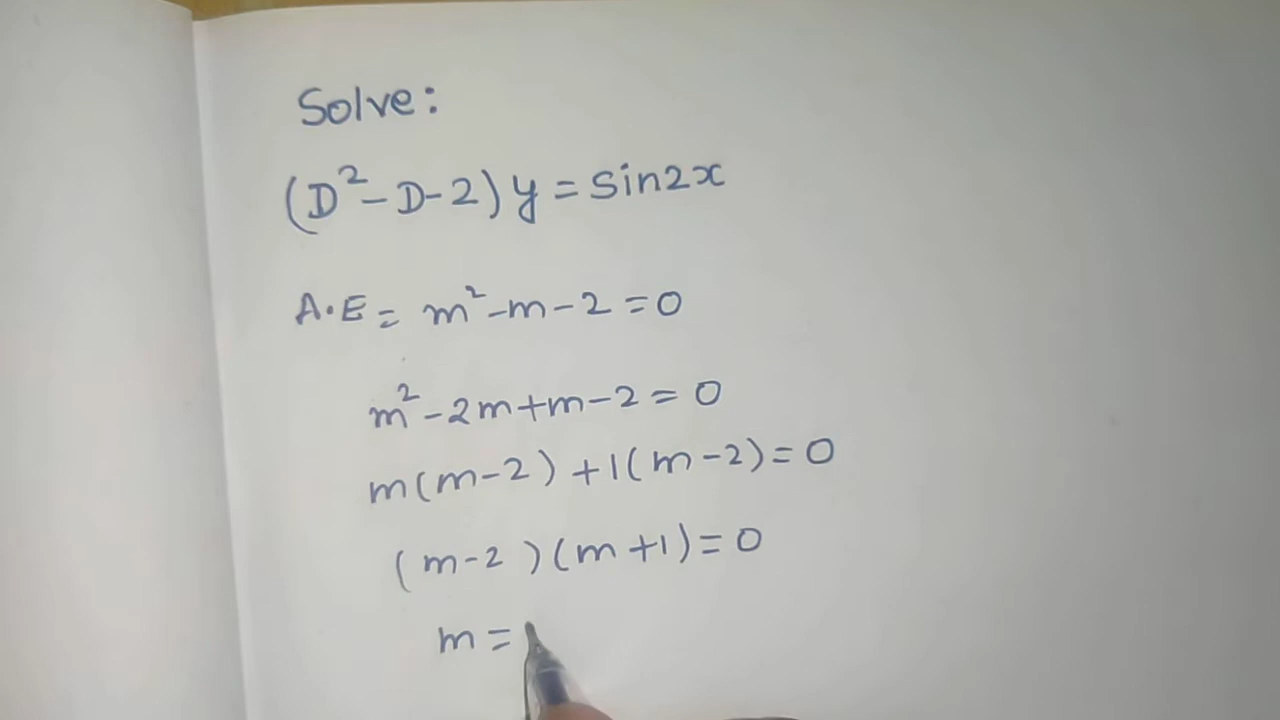 Solve:
(D²-D-2)y=sin2x
A.E= m²-m-2=0
m²-2m+m-2=0
m(m-2)+1(m-2)=0
(m-2)(m+1)=0
m=